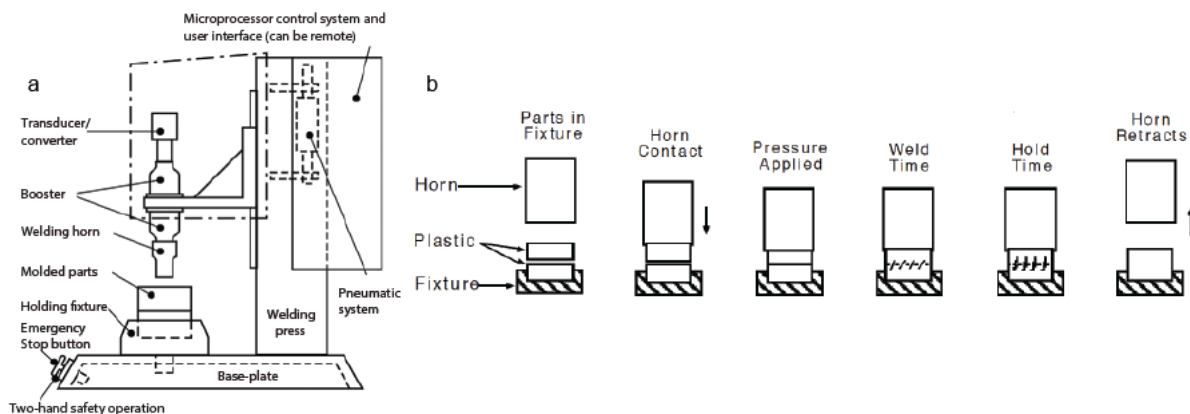 Microprocessor control system and
user interface (can be remote)
a
Transducer/
converter
Booster
Welding horn
Molded parts
Holding fixture
Emergency
Stop button
Two-hand safety operation
Base-plate
Welding
press
Pneumatic
system
b
Parts in
Fixture
Horn
Contact
Pressure
Applied
Weld
Time
Hold
Time
Horn
Retracts
Horn
Plastic
Fixture